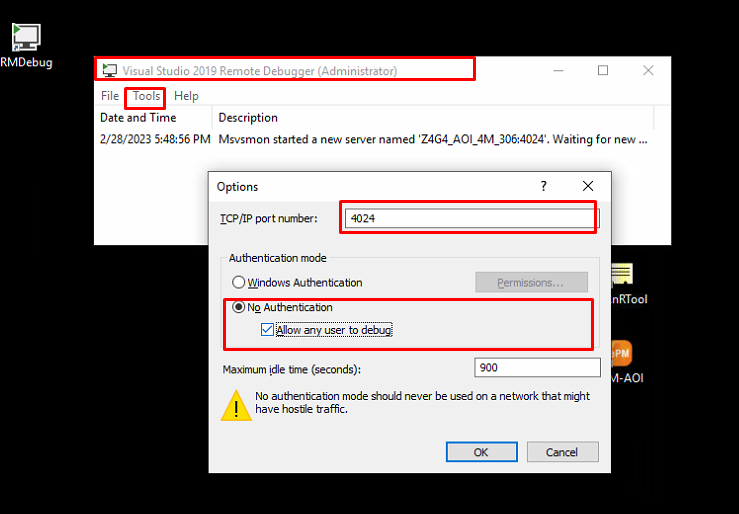 RMDebug
Visual Studio 2019 Remote Debugger (Administrator)
File Tools Help
Date and Time Description
2/28/2023 5:48:56 PM Msvsmon started a new server named 'Z4G4_AOI_4M_306:4024'. Waiting for new ...
Options ?
TCP/IP port number: 4024
Authentication mode
Windows Authentication Permissions...
No Authentication
Allow any user to debug
Maximum idle time (seconds): 900
No authentication mode should never be used on a network that might
have hostile traffic.
OK Cancel
nRTool
PM
M-AOI